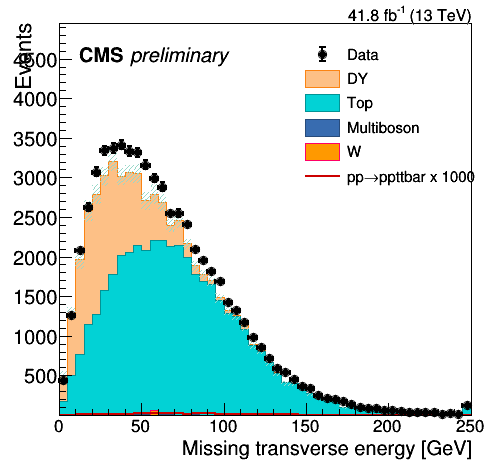 41.8 fb-1 (13 TeV)
Events
CMS preliminary
Data
DY
Top
Multiboson
W
pp→ppttbar x 1000
4500
4000
3500
3000
2500
2000
1500
1000
500
0 50 100 150 200 250
Missing transverse energy [GeV]